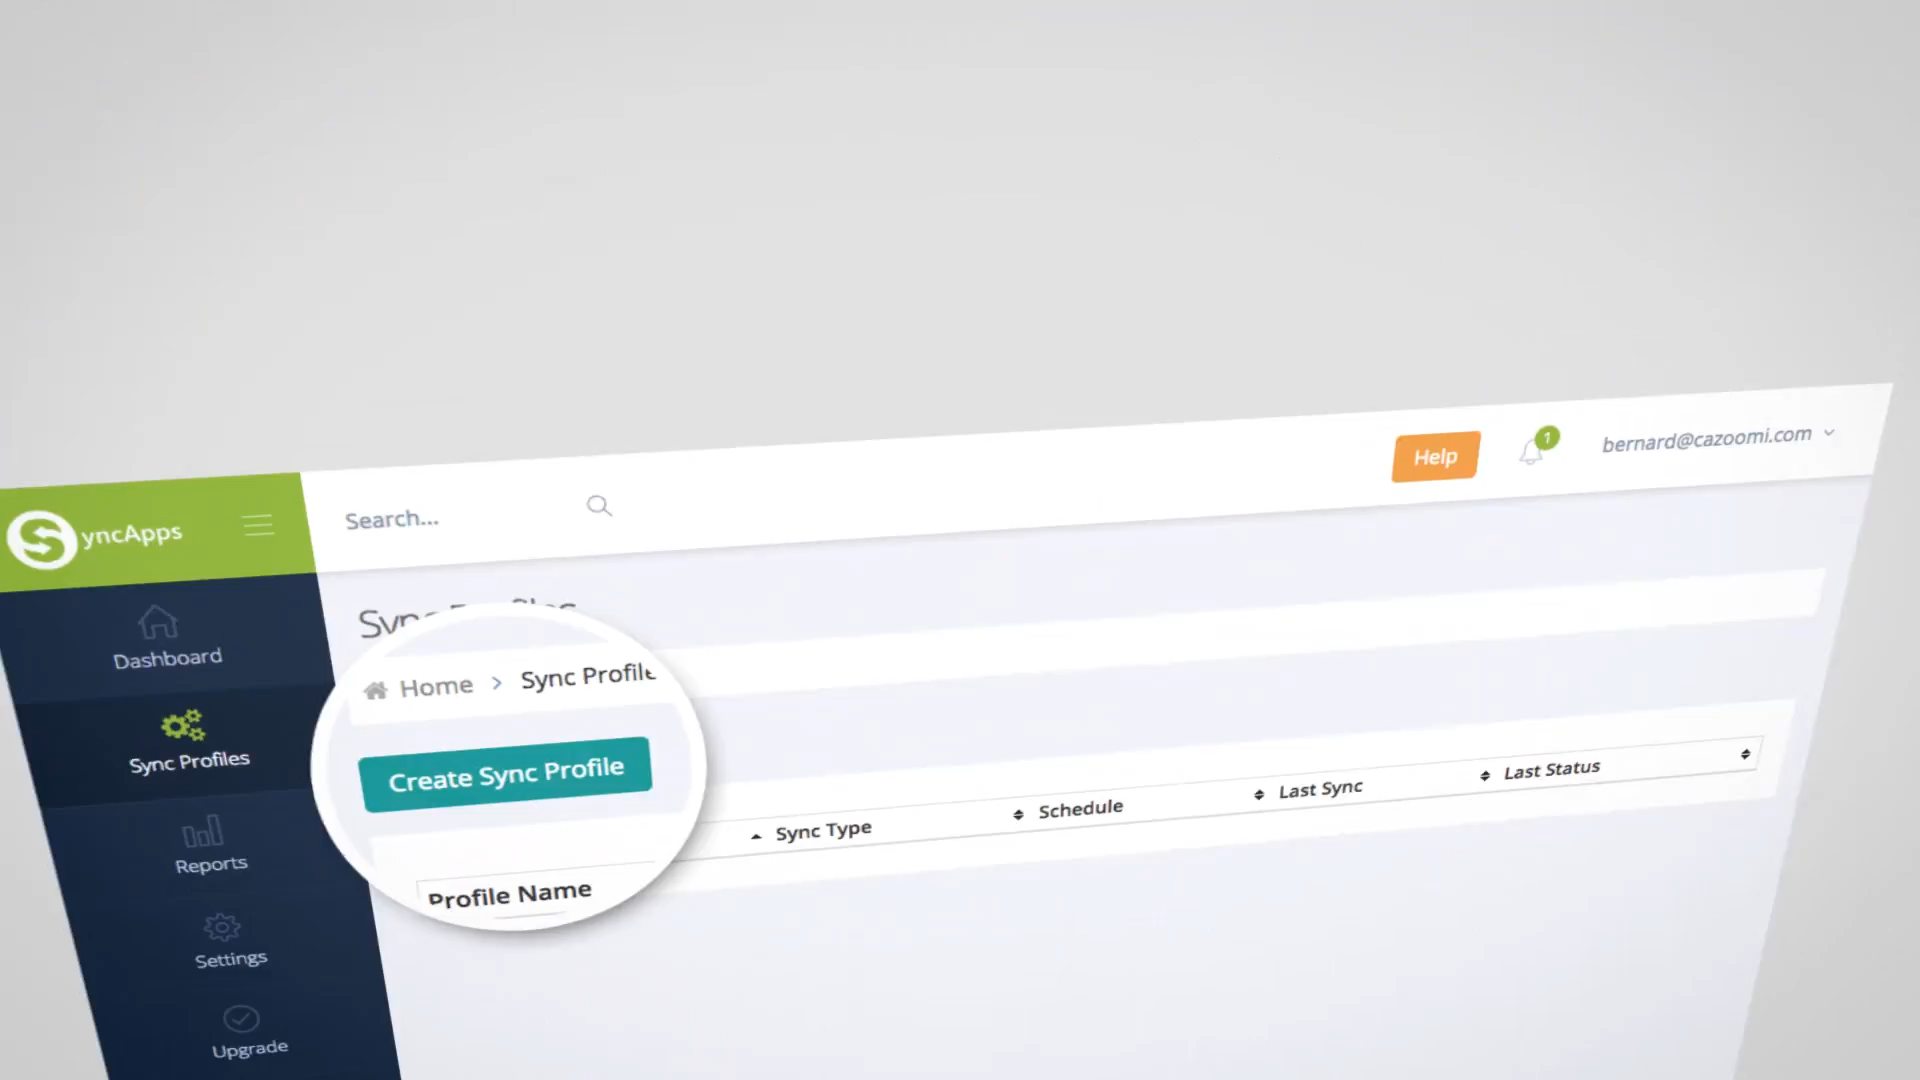 Help
1
bernard@cazoomi.com
SyncApps
Search...
Dashboard
Home > Sync Profile
Sync Profiles
Create Sync Profile
Sync Type
Schedule
Last Sync
Last Status
Reports
Profile Name
Settings
Upgrade